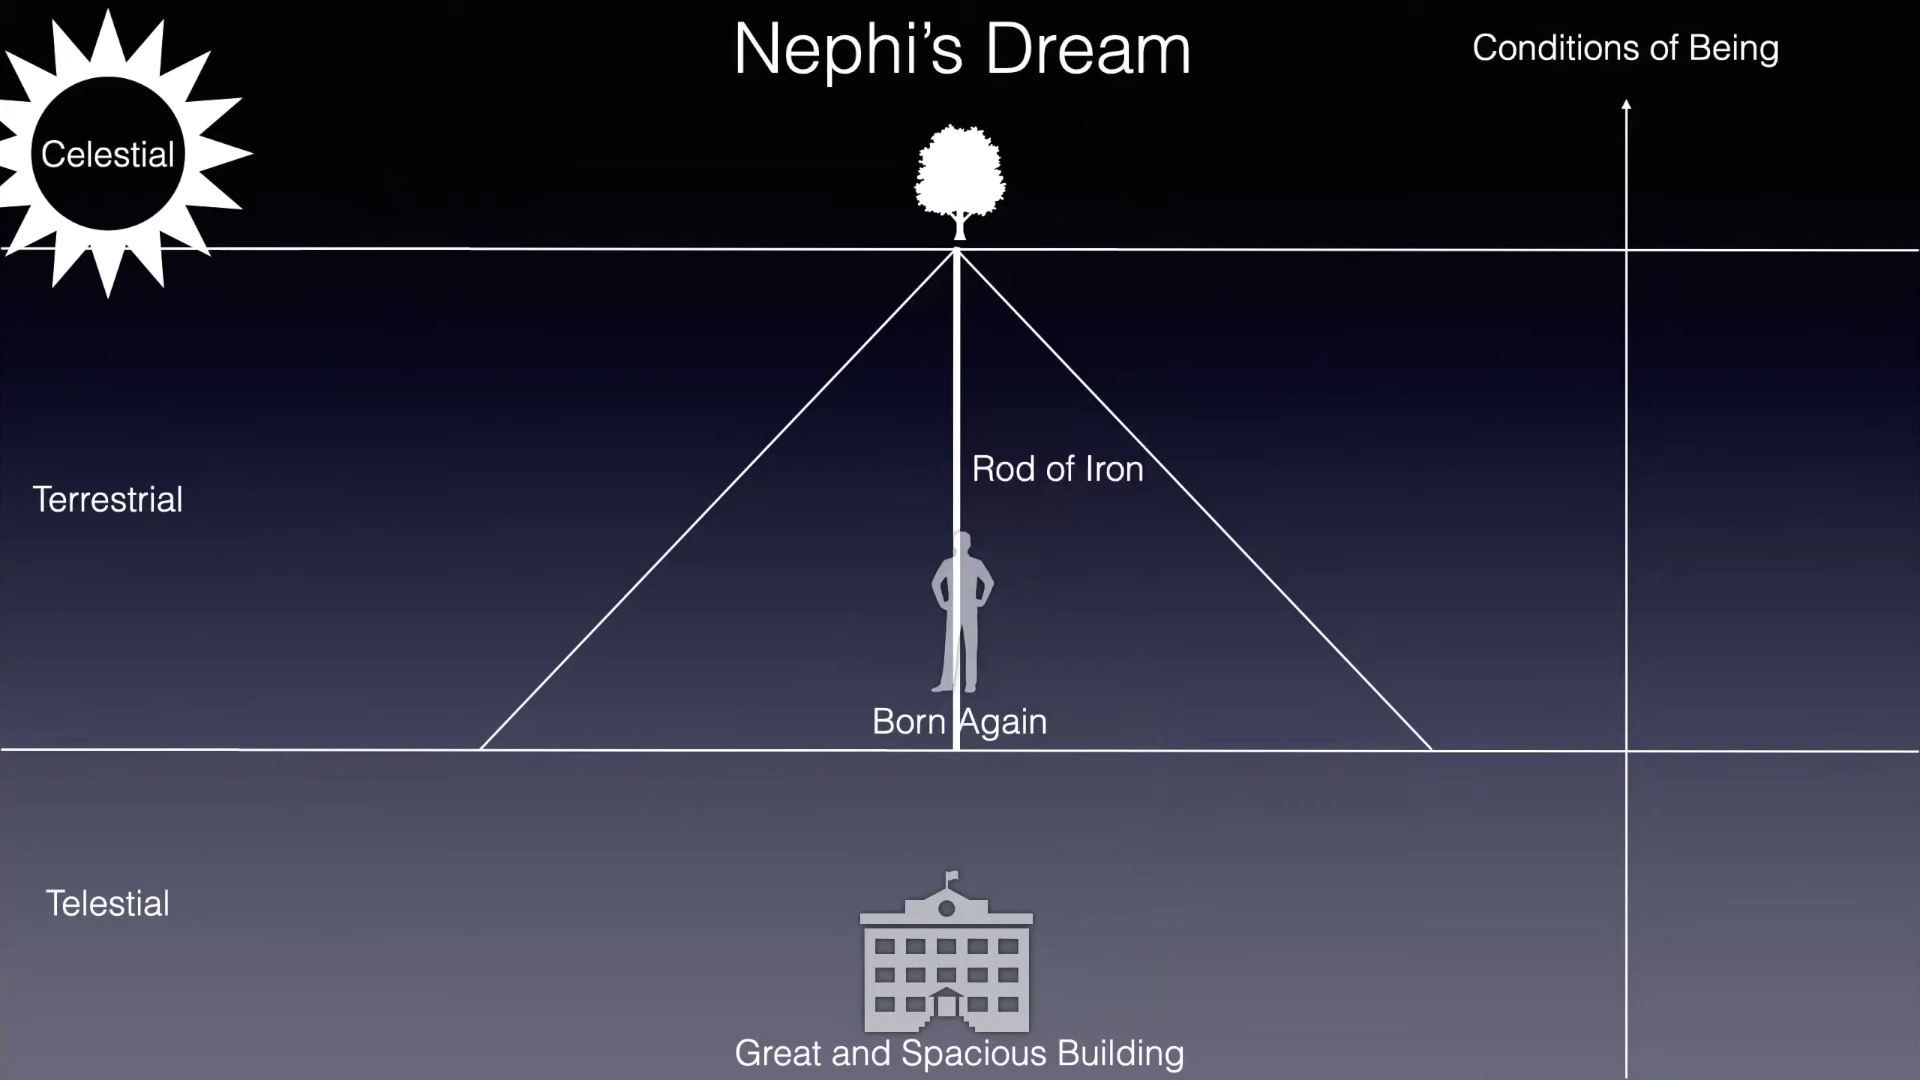 Nephi’s Dream
Conditions of Being
Celestial
Rod of Iron
Terrestrial
Born Again
Telestial
Great and Spacious Building